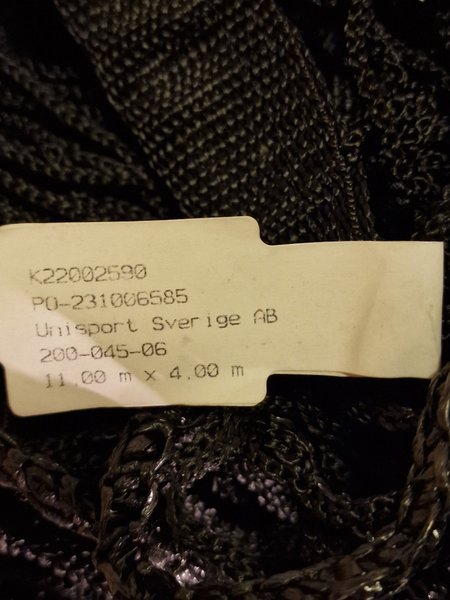 K22002590
PO-231006585
Unisport Sverige AB
200-045-06
11.00 m x 4.00 m